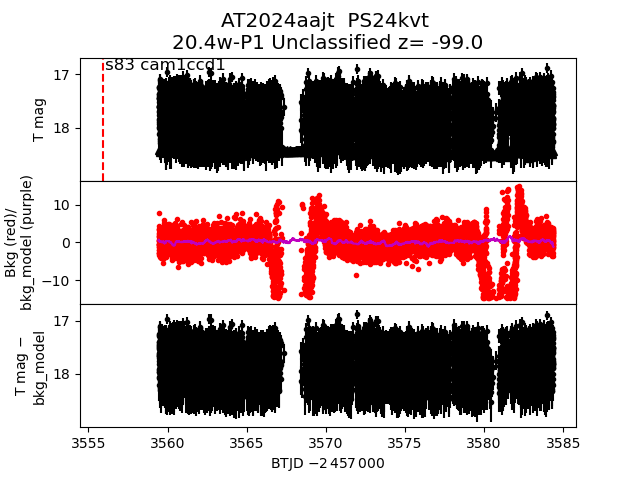 AT2024aajt  PS24kvt
20.4w-P1 Unclassified z= -99.0
s83 cam1ccd1
17
18
T mag
10
0
−10
Bkg (red)/
bkg_model (purple)
17
18
T mag −
bkg_model
3555
3560
3565
3570
3575
3580
3585
BTJD −2 457 000